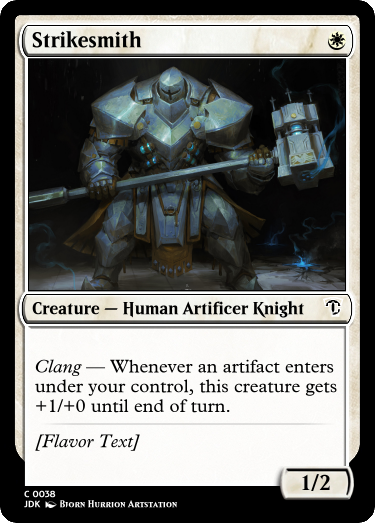 Strikesmith
Creature — Human Artificer Knight
Clang — Whenever an artifact enters
under your control, this creature gets
+1/+0 until end of turn.
[Flavor Text]
1/2
C 0038
JDK Bjorn Hurrion Artstation